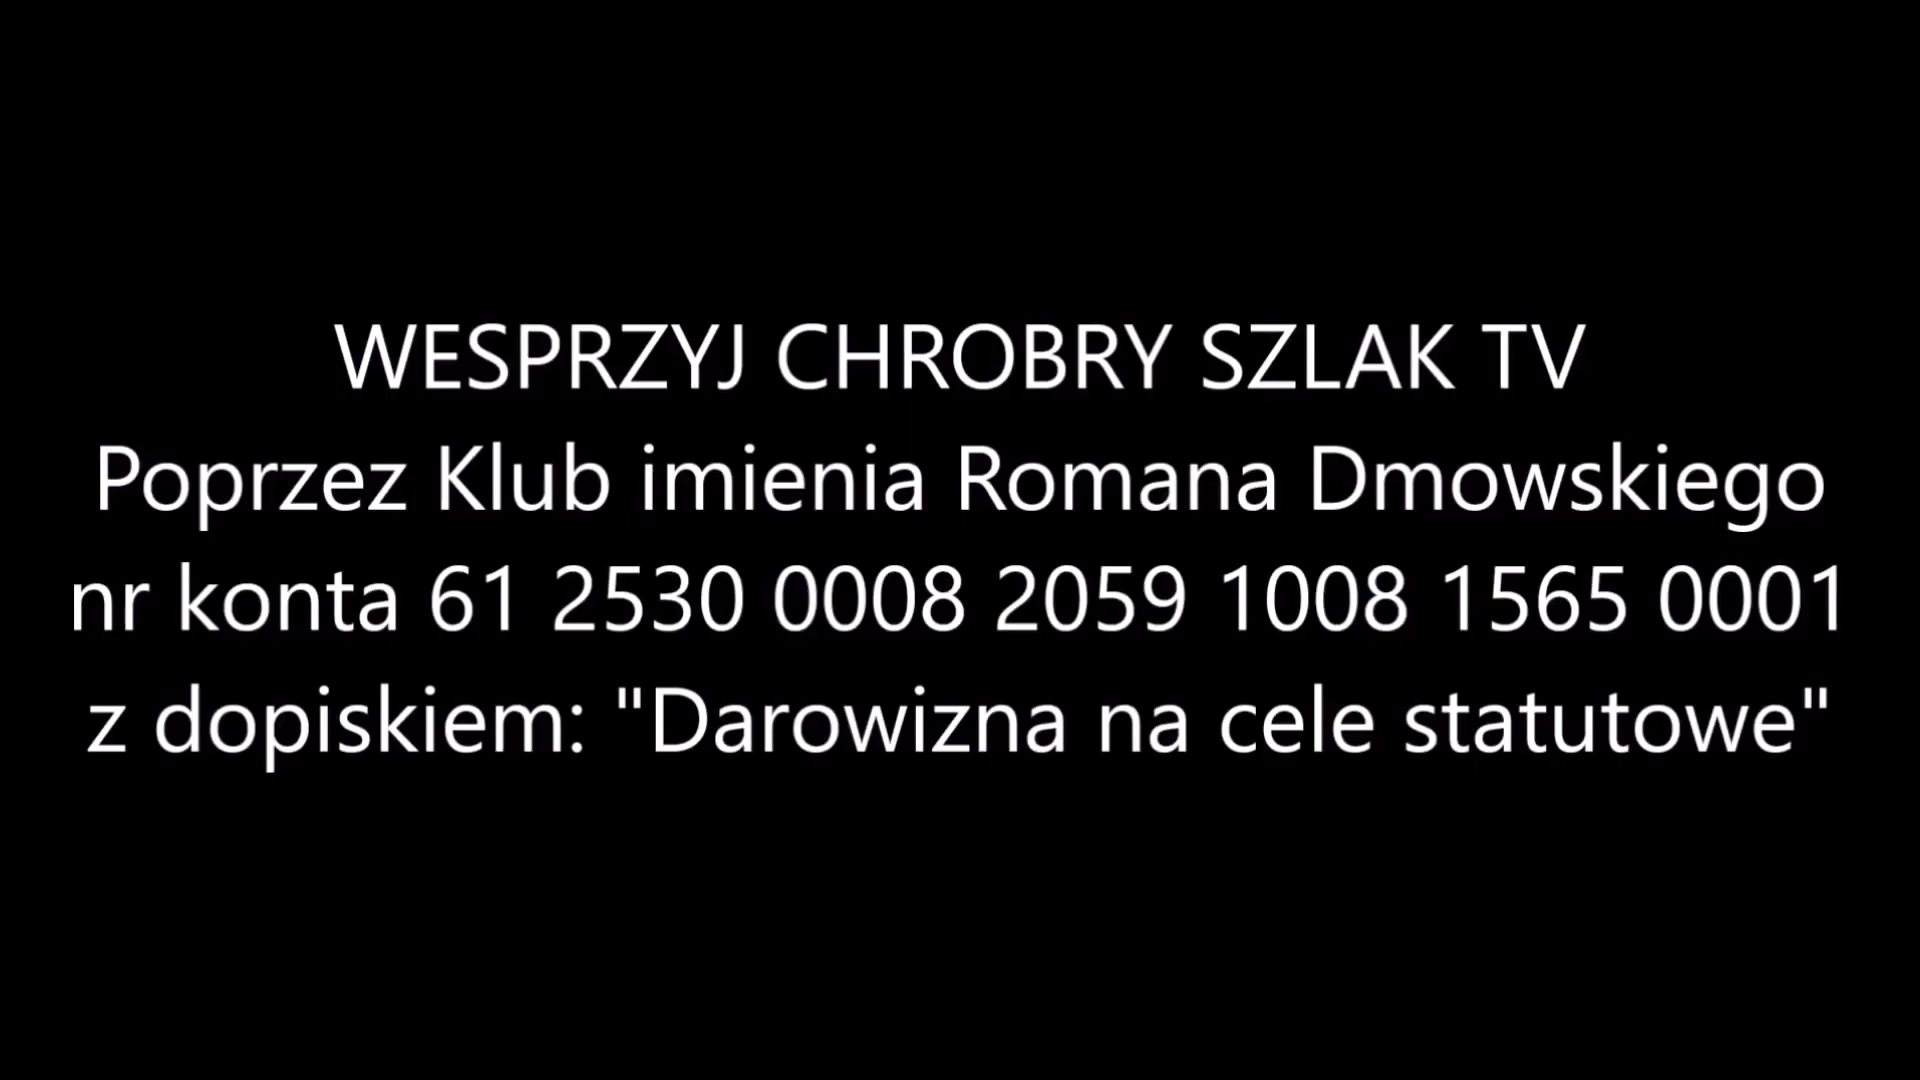 WESPRZYJ CHROBRY SZLAK TV
Poprzez Klub imienia Romana Dmowskiego
nr konta 61 2530 0008 2059 1008 1565 0001
z dopiskiem: "Darowizna na cele statutowe"